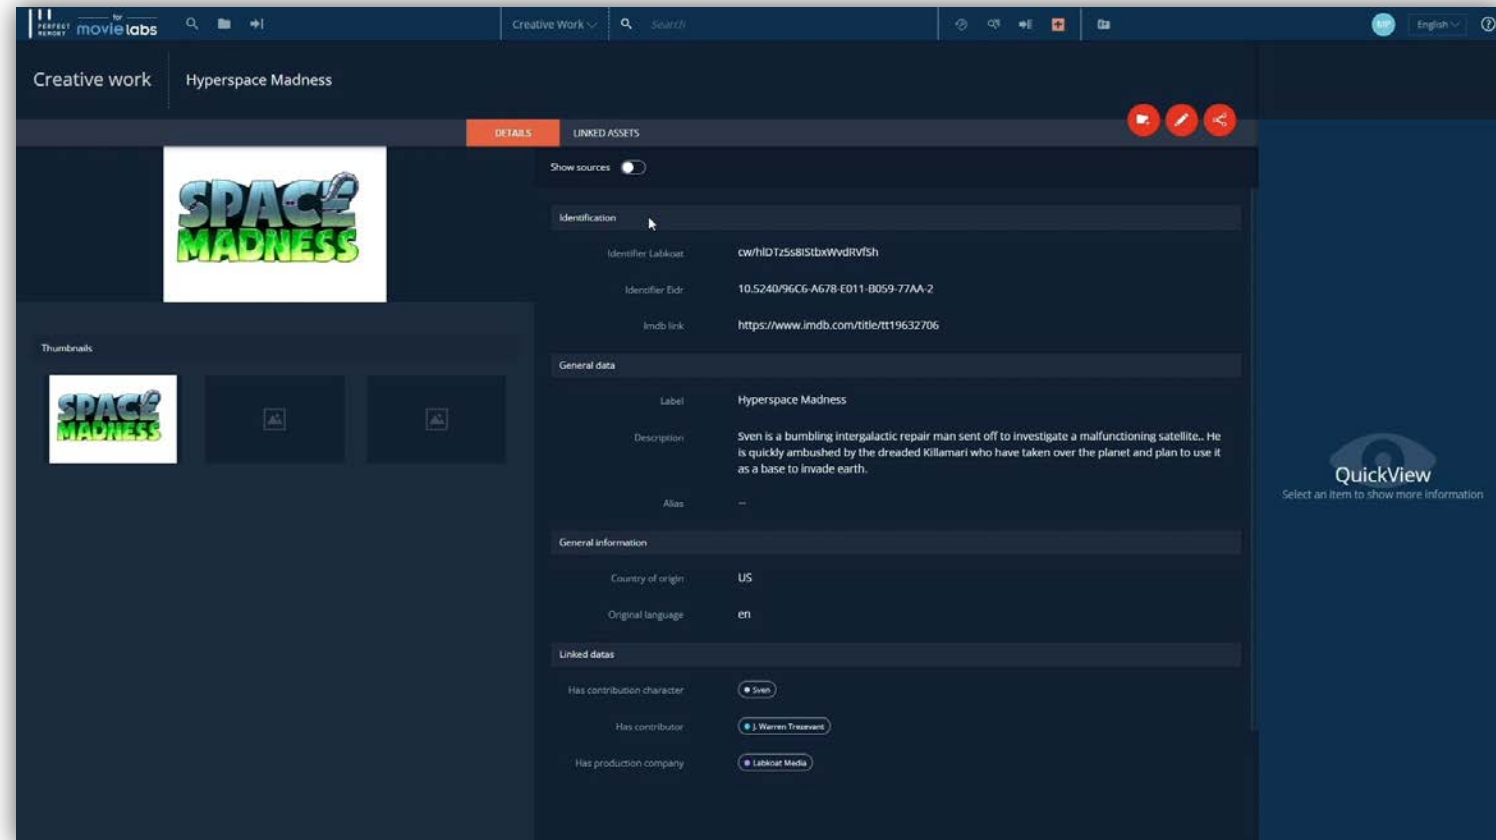 PERFECT
MEMORY
for
movielabs
Creative Work
Search
MP
English
Creative work
Hyperspace Madness
DETAILS
LINKED ASSETS
Show sources
SPACE
MADNESS
Identification
Identifier Labkoat
Identifier Eidr
10.5240/96C6-A678-E011-B059-77AA-2
Imdb link
https://www.imdb.com/title/tt19632706
Thumbnails
SPACE
MADNESS
General data
Label
Hyperspace Madness
Description
Sven is a bumbling intergalactic repair man sent off to investigate a malfunctioning satellite.. He
is quickly ambushed by the dreaded Killamari who have taken over the planet and plan to use it
as a base to invade earth.
Alias
--
General information
Country of origin
US
Original language
en
Linked datas
Has contribution character
Sven
Has contributor
J. Warren Trezevant
Has production company
Labkoat Media
QuickView
Select an item to show more information